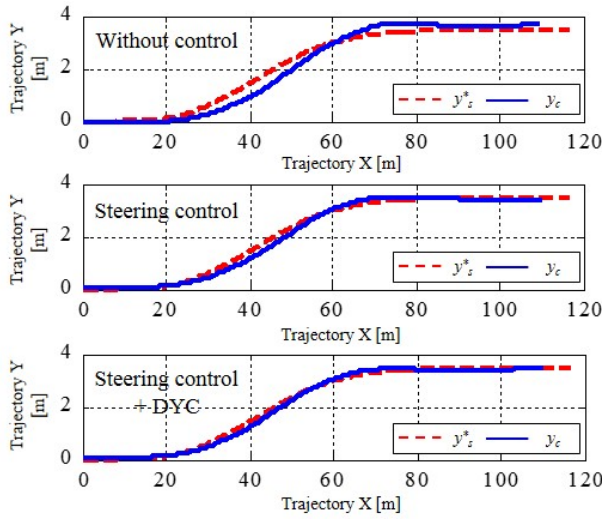 Trajectory Y
[m]
4
2
0
Without control
y*s
yc
0 20 40 60 80 100 120
Trajectory X [m]
Trajectory Y
[m]
4
2
0
Steering control
y*s
yc
0 20 40 60 80 100 120
Trajectory X [m]
Trajectory Y
[m]
4
2
0
Steering control
+ DYC
y*s
yc
0 20 40 60 80 100 120
Trajectory X [m]